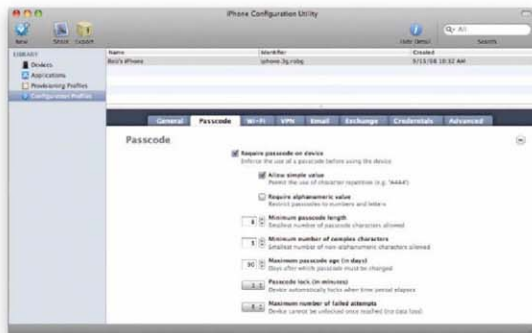 iPhone Configuration Utility
New Share Export Hide Detail Search
All
LIBRARY
Devices
Applications
Provisioning Profiles
Configuration Profiles
Name Identifier Created
Bob's iPhone 9/13/08 10:32 AM
General Passcode Wi-Fi VPN Email Exchange Credentials Advanced
Passcode
Require passcode on device
Enforce the use of a passcode before using the device
Allow simple value
Permit the use of character repetition (e.g. 'AAAA')
Require alphanumeric value
Restrict passcodes to numbers and letters
Minimum passcode length
Smallest number of passcode characters allowed
Minimum number of complex characters
Smallest number of non-alphanumeric characters allowed
90 Maximum passcode age (in days)
Days after which passcode must be changed
Passcode lock (in minutes)
Device automatically locks when time period elapses
Maximum number of failed attempts
Device cannot be unlocked once reached (no data loss)